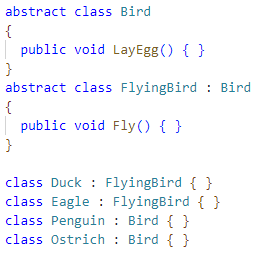 abstract class Bird
{
  public void LayEgg() { }
}
abstract class FlyingBird : Bird
{
  public void Fly() { }
}

class Duck : FlyingBird { }
class Eagle : FlyingBird { }
class Penguin : Bird { }
class Ostrich : Bird { }